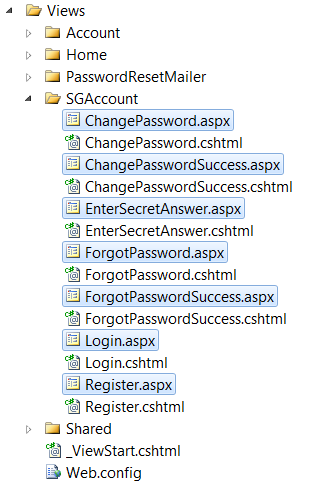 Views
Account
Home
PasswordResetMailer
SGAccount
ChangePassword.aspx
ChangePassword.cshtml
ChangePasswordSuccess.aspx
ChangePasswordSuccess.cshtml
EnterSecretAnswer.aspx
EnterSecretAnswer.cshtml
ForgotPassword.aspx
ForgotPassword.cshtml
ForgotPasswordSuccess.aspx
ForgotPasswordSuccess.cshtml
Login.aspx
Login.cshtml
Register.aspx
Register.cshtml
Shared
_ViewStart.cshtml
Web.config